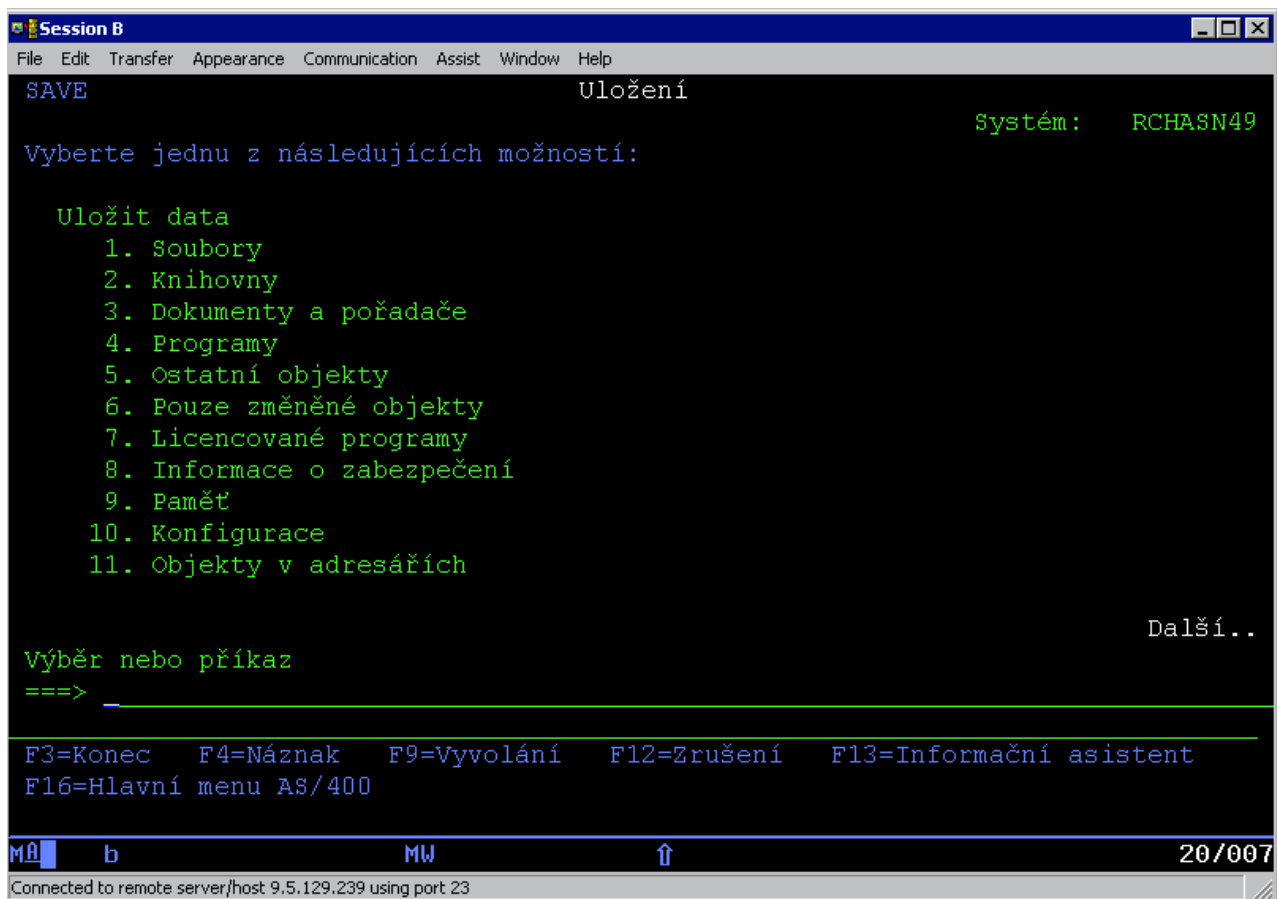 Session B
File Edit Transfer Appearance Communication Assist Window Help
SAVE Uložení
Systém: RCHASN49
Vyberte jednu z následujících možností:
Uložit data
1. Soubory
2. Knihovny
3. Dokumenty a pořadače
4. Programy
5. Ostatní objekty
6. Pouze změněné objekty
7. Licencované programy
8. Informace o zabezpečení
9. Paměť
10. Konfigurace
11. Objekty v adresářích
Další..
Výběr nebo příkaz
===>
F3=Konec F4=Náznak F9=Vyvolání F12=Zrušení F13=Informační asistent
F16=Hlavní menu AS/400
MA b MW ⇧ 20/007
Connected to remote server/host 9.5.129.239 using port 23